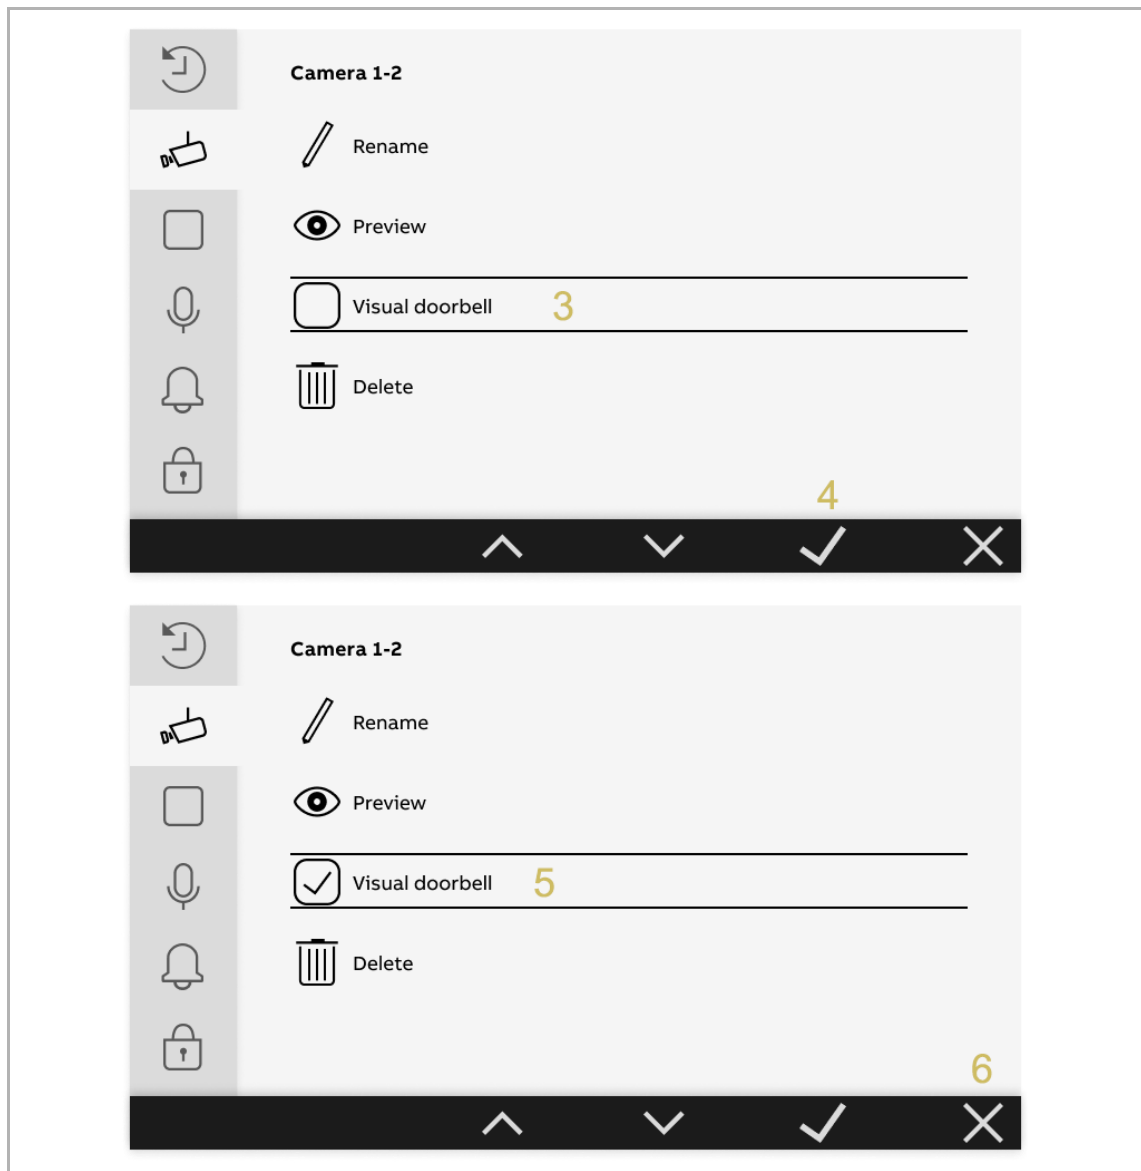 Camera 1-2
Rename
Preview
Visual doorbell 3
Delete
4
Camera 1-2
Rename
Preview
Visual doorbell 5
Delete
6